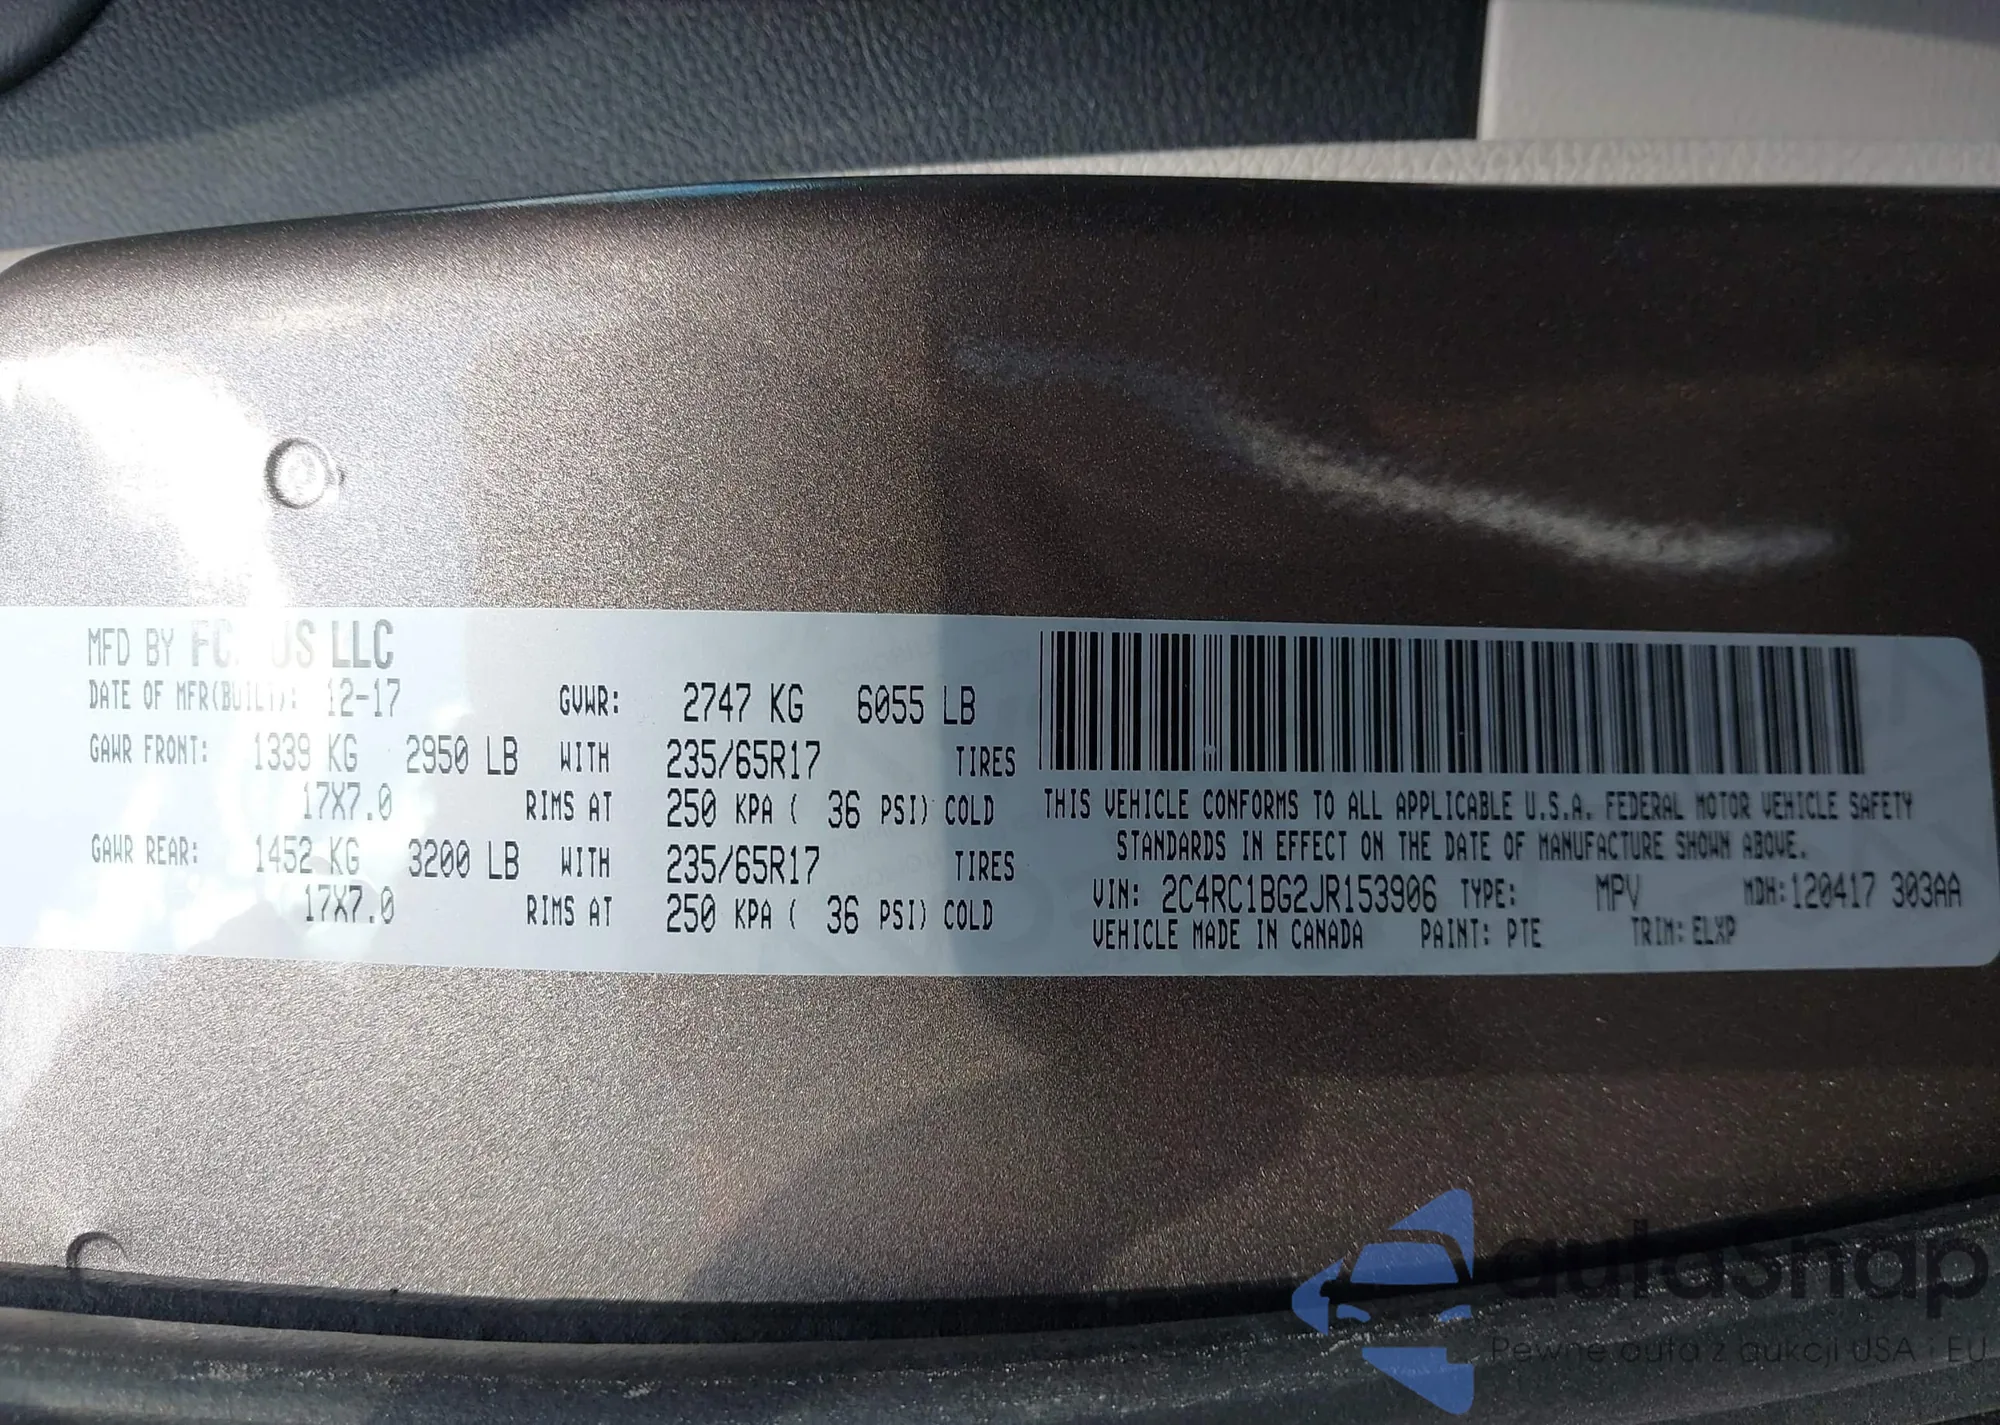 MFD BY FCA US LLC
DATE OF MFR(BUILT): 12-17 GVWR: 2747 KG 6055 LB
GAWR FRONT: 1339 KG 2950 LB WITH 235/65R17 TIRES
17X7.0 RIMS AT 250 KPA ( 36 PSI) COLD
GAWR REAR: 1452 KG 3200 LB WITH 235/65R17 TIRES
17X7.0 RIMS AT 250 KPA ( 36 PSI) COLD
THIS VEHICLE CONFORMS TO ALL APPLICABLE U.S.A. FEDERAL MOTOR VEHICLE SAFETY
STANDARDS IN EFFECT ON THE DATE OF MANUFACTURE SHOWN ABOVE.
VIN: 2C4RC1BG2JR153906 TYPE: MPV MDH:120417 303AA
VEHICLE MADE IN CANADA PAINT: PTE TRIM: ELXP
autasnap
Pewne auta z aukcji USA i EU